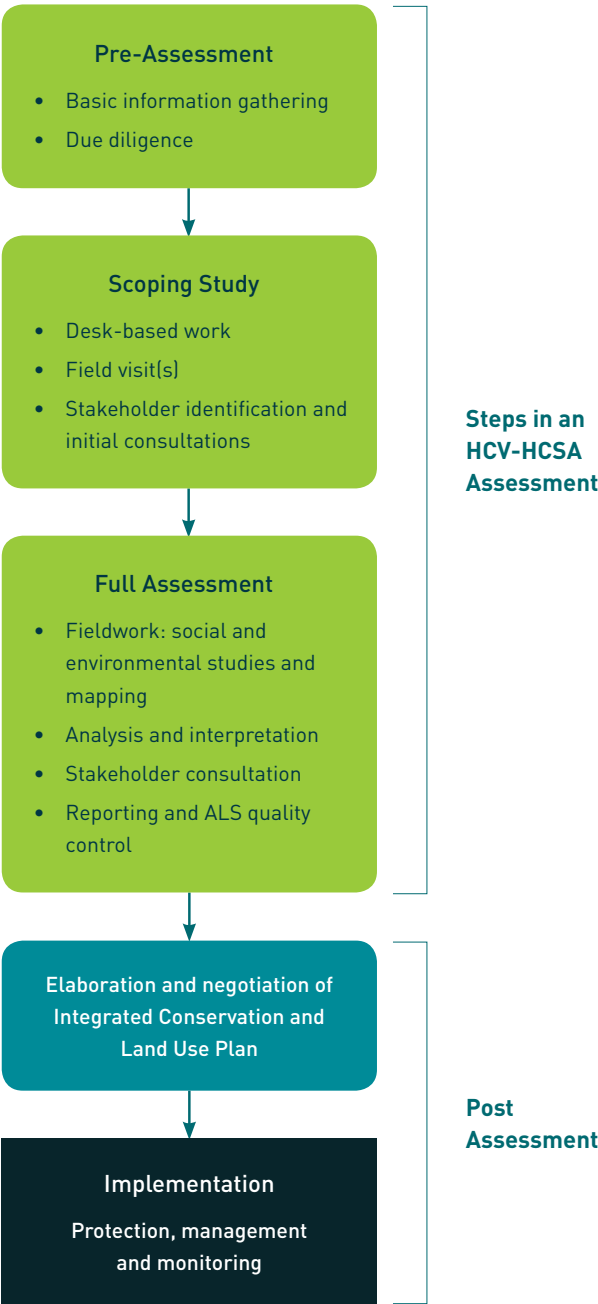 Pre-Assessment
• Basic information gathering
• Due diligence
Scoping Study
• Desk-based work
• Field visit(s)
• Stakeholder identification and
initial consultations
Full Assessment
• Fieldwork: social and
environmental studies and
mapping
• Analysis and interpretation
• Stakeholder consultation
• Reporting and ALS quality
control
Steps in an
HCV-HCSA
Assessment
Elaboration and negotiation of
Integrated Conservation and
Land Use Plan
Implementation
Protection, management
and monitoring
Post
Assessment